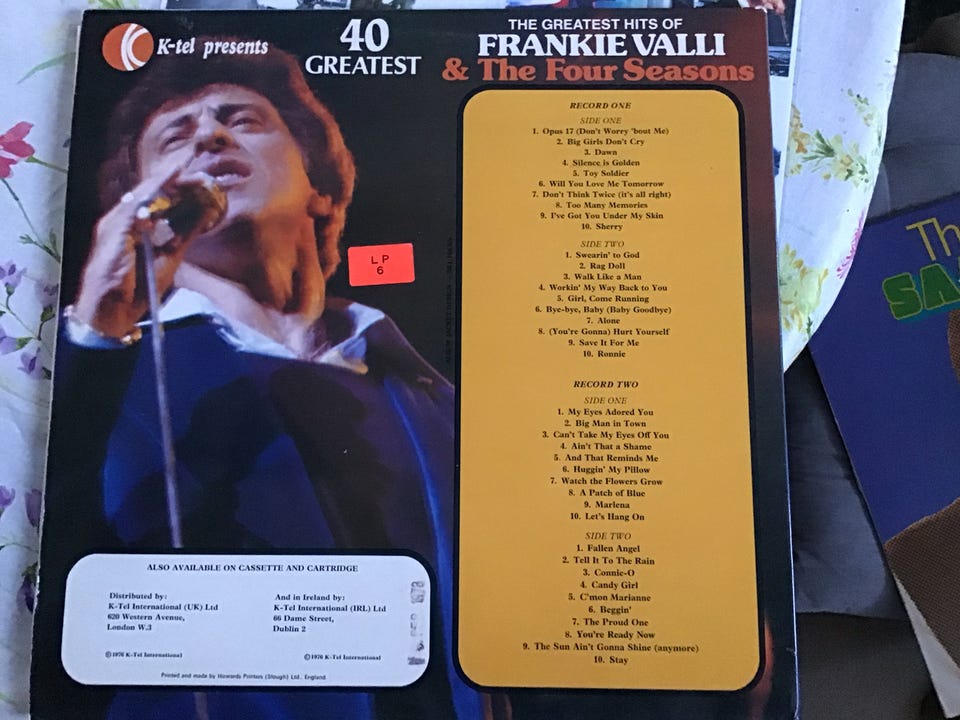 K-tel presents
40
GREATEST
THE GREATEST HITS OF
FRANKIE VALLI
& The Four Seasons
LP
6
RECORD ONE
SIDE ONE
1. Opus 17 (Don't Worry 'bout Me)
2. Big Girls Don't Cry
3. Dawn
4. Silence is Golden
5. Toy Soldier
6. Will You Love Me Tomorrow
7. Don't Think Twice (it's all right)
8. Too Many Memories
9. I've Got You Under My Skin
10. Sherry
SIDE TWO
1. Swearin' to God
2. Rag Doll
3. Walk Like a Man
4. Workin' My Way Back to You
5. Girl, Come Running
6. Bye-bye, Baby (Baby Goodbye)
7. Alone
8. (You're Gonna) Hurt Yourself
9. Save It For Me
10. Ronnie
RECORD TWO
SIDE ONE
1. My Eyes Adored You
2. Big Man in Town
3. Can't Take My Eyes Off You
4. Ain't That a Shame
5. And That Reminds Me
6. Huggin' My Pillow
7. Watch the Flowers Grow
8. A Patch of Blue
9. Marlena
10. Let's Hang On
SIDE TWO
1. Fallen Angel
2. Tell It To The Rain
3. Connie-O
4. Candy Girl
5. C'mon Marianne
6. Beggin'
7. The Proud One
8. You're Ready Now
9. The Sun Ain't Gonna Shine (anymore)
10. Stay
ALSO AVAILABLE ON CASSETTE AND CARTRIDGE
Distributed by:
K-Tel International (UK) Ltd
620 Western Avenue,
London W.3
©1976 K-Tel International
And in Ireland by:
K-Tel International (IRL) Ltd
66 Dame Street,
Dublin 2
©1976 K-Tel International
Printed and made by Howards Printers (Slough) Ltd. England
Th
SA